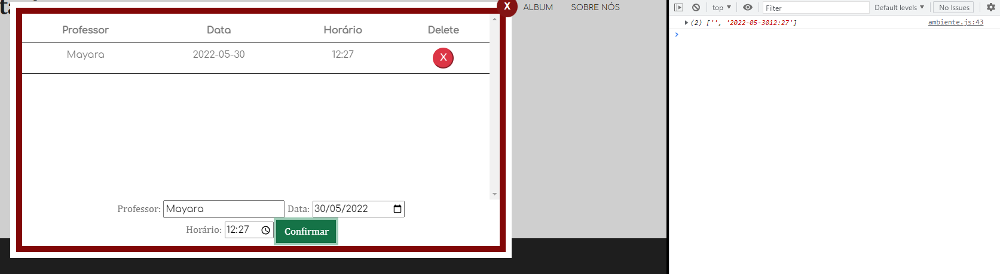 ta
X
ALBUM SOBRE NÓS
Professor Data Horário Delete
Mayara 2022-05-30 12:27 X
Professor: Mayara Data: 30/05/2022
Horário: 12:27 Confirmar
top Filter Default levels No Issues
(2) ['', '2022-05-3012:27'] ambiente.js:43